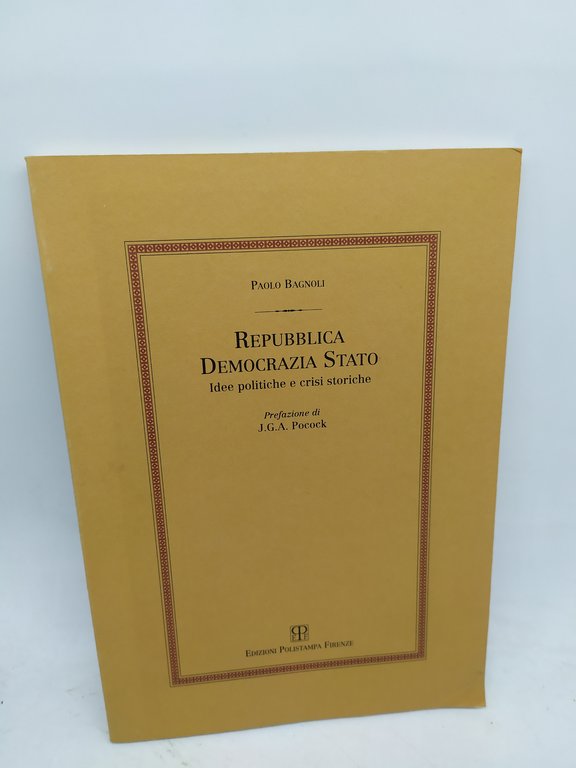 PAOLO BAGNOLI
REPUBBLICA
DEMOCRAZIA STATO
Idee politiche e crisi storiche
Prefazione di
J.G.A. Pocock
EDIZIONI POLISTAMPA FIRENZE